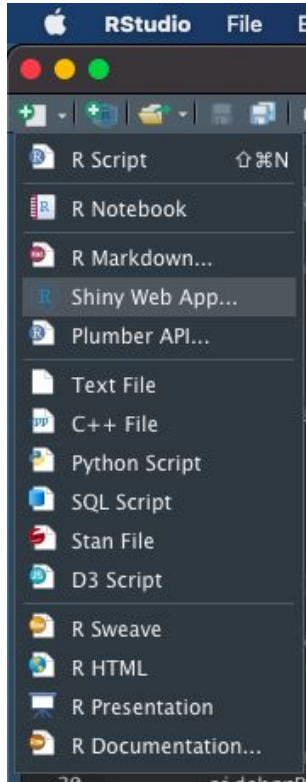 RStudio File
R Script ⇧⌘N
R Notebook
R Markdown...
Shiny Web App...
Plumber API...
Text File
C++ File
Python Script
SQL Script
Stan File
D3 Script
R Sweave
R HTML
R Presentation
R Documentation...